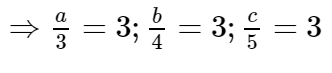 ⇒ a/3 = 3; b/4 = 3; c/5 = 3